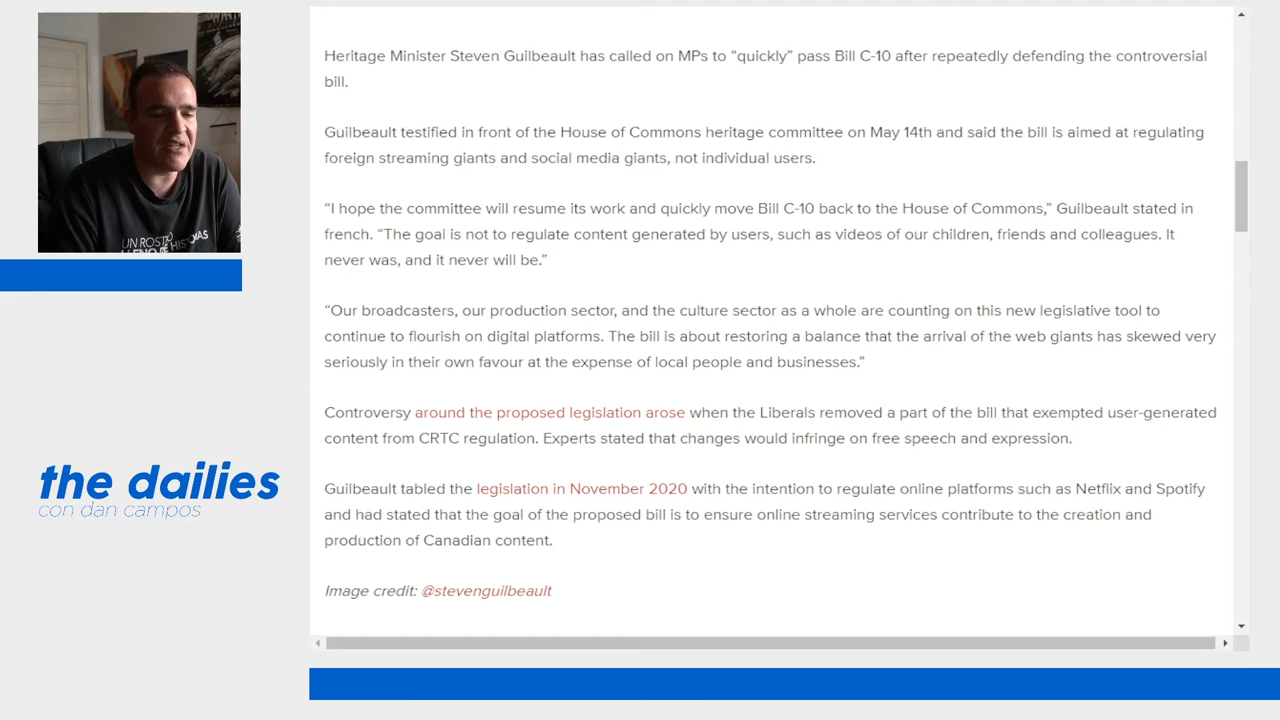 Heritage Minister Steven Guilbeault has called on MPs to “quickly” pass Bill C-10 after repeatedly defending the controversial
bill.
Guilbeault testified in front of the House of Commons heritage committee on May 14th and said the bill is aimed at regulating
foreign streaming giants and social media giants, not individual users.
“I hope the committee will resume its work and quickly move Bill C-10 back to the House of Commons,” Guilbeault stated in
french. “The goal is not to regulate content generated by users, such as videos of our children, friends and colleagues. It
never was, and it never will be.”
“Our broadcasters, our production sector, and the culture sector as a whole are counting on this new legislative tool to
continue to flourish on digital platforms. The bill is about restoring a balance that the arrival of the web giants has skewed very
seriously in their own favour at the expense of local people and businesses.”
Controversy around the proposed legislation arose when the Liberals removed a part of the bill that exempted user-generated
content from CRTC regulation. Experts stated that changes would infringe on free speech and expression.
Guilbeault tabled the legislation in November 2020 with the intention to regulate online platforms such as Netflix and Spotify
and had stated that the goal of the proposed bill is to ensure online streaming services contribute to the creation and
production of Canadian content.
Image credit: @stevenguilbeault
UN ROSTRO
LLENO DE HISTORIAS
the dailies
con dan campos